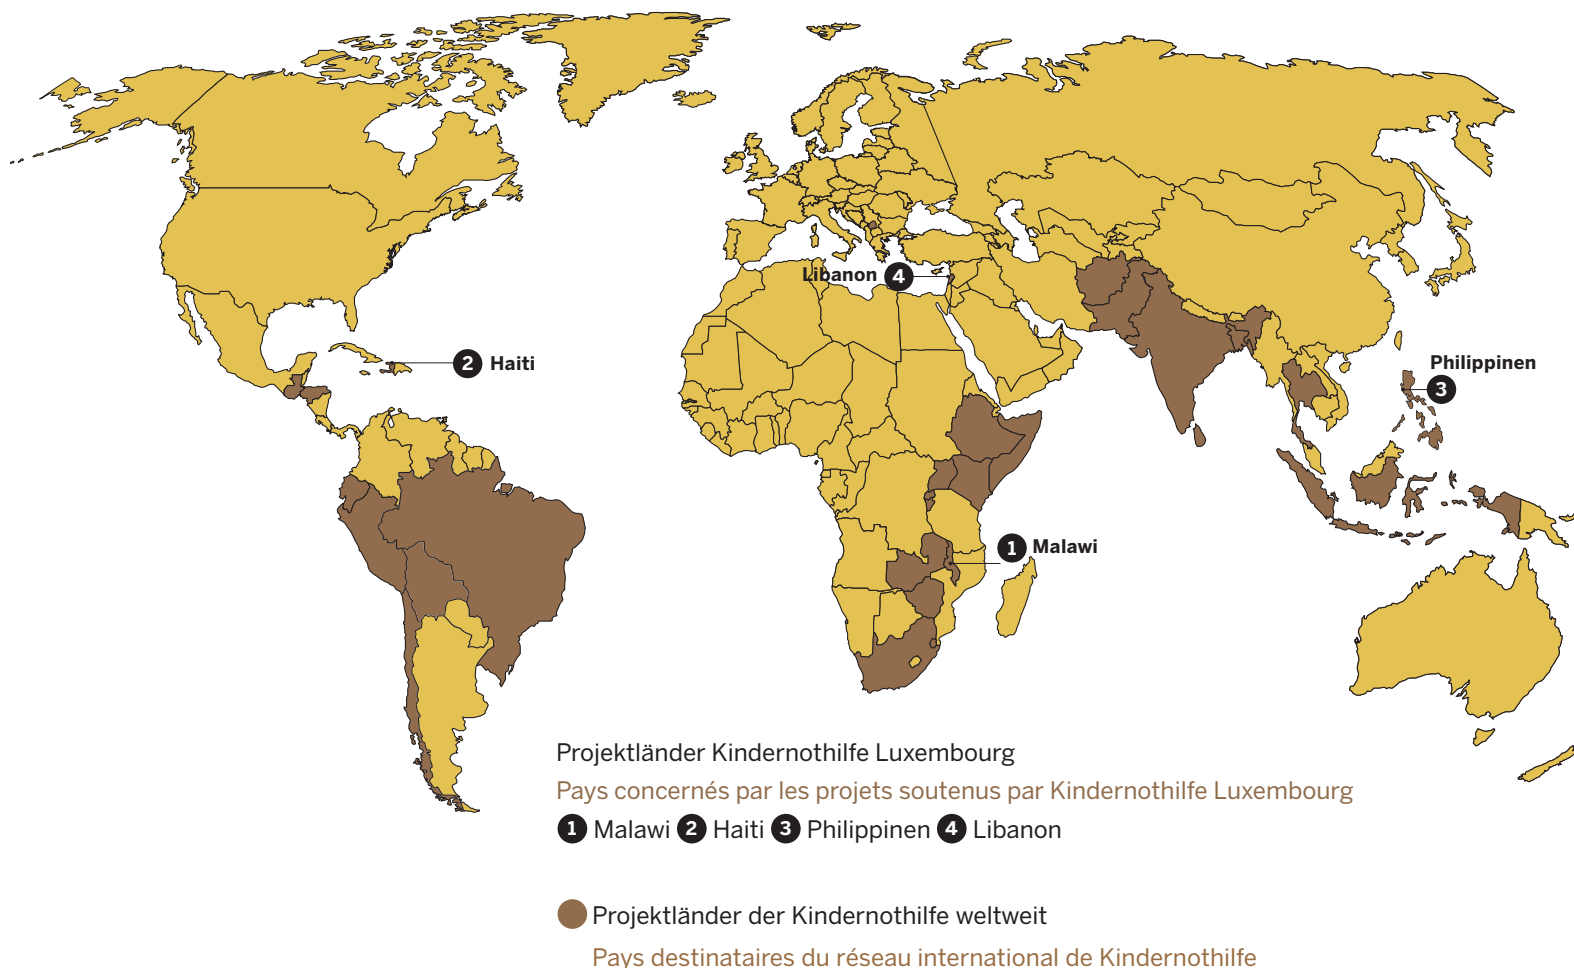 Libanon 4
2 Haiti
Philippinen
3
1 Malawi
Projektländer Kindernothilfe Luxembourg
Pays concernés par les projets soutenus par Kindernothilfe Luxembourg
1 Malawi 2 Haiti 3 Philippinen 4 Libanon
Projektländer der Kindernothilfe weltweit
Pays destinataires du réseau international de Kindernothilfe